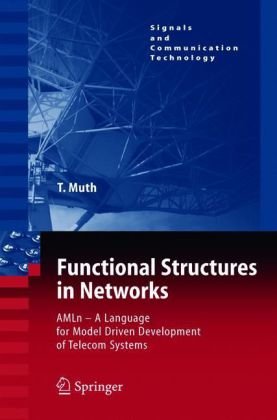 Signals
and
Communication
Technology
T. Muth
Functional Structures
in Networks
AMLn – A Language
for Model Driven Development
of Telecom Systems
Springer